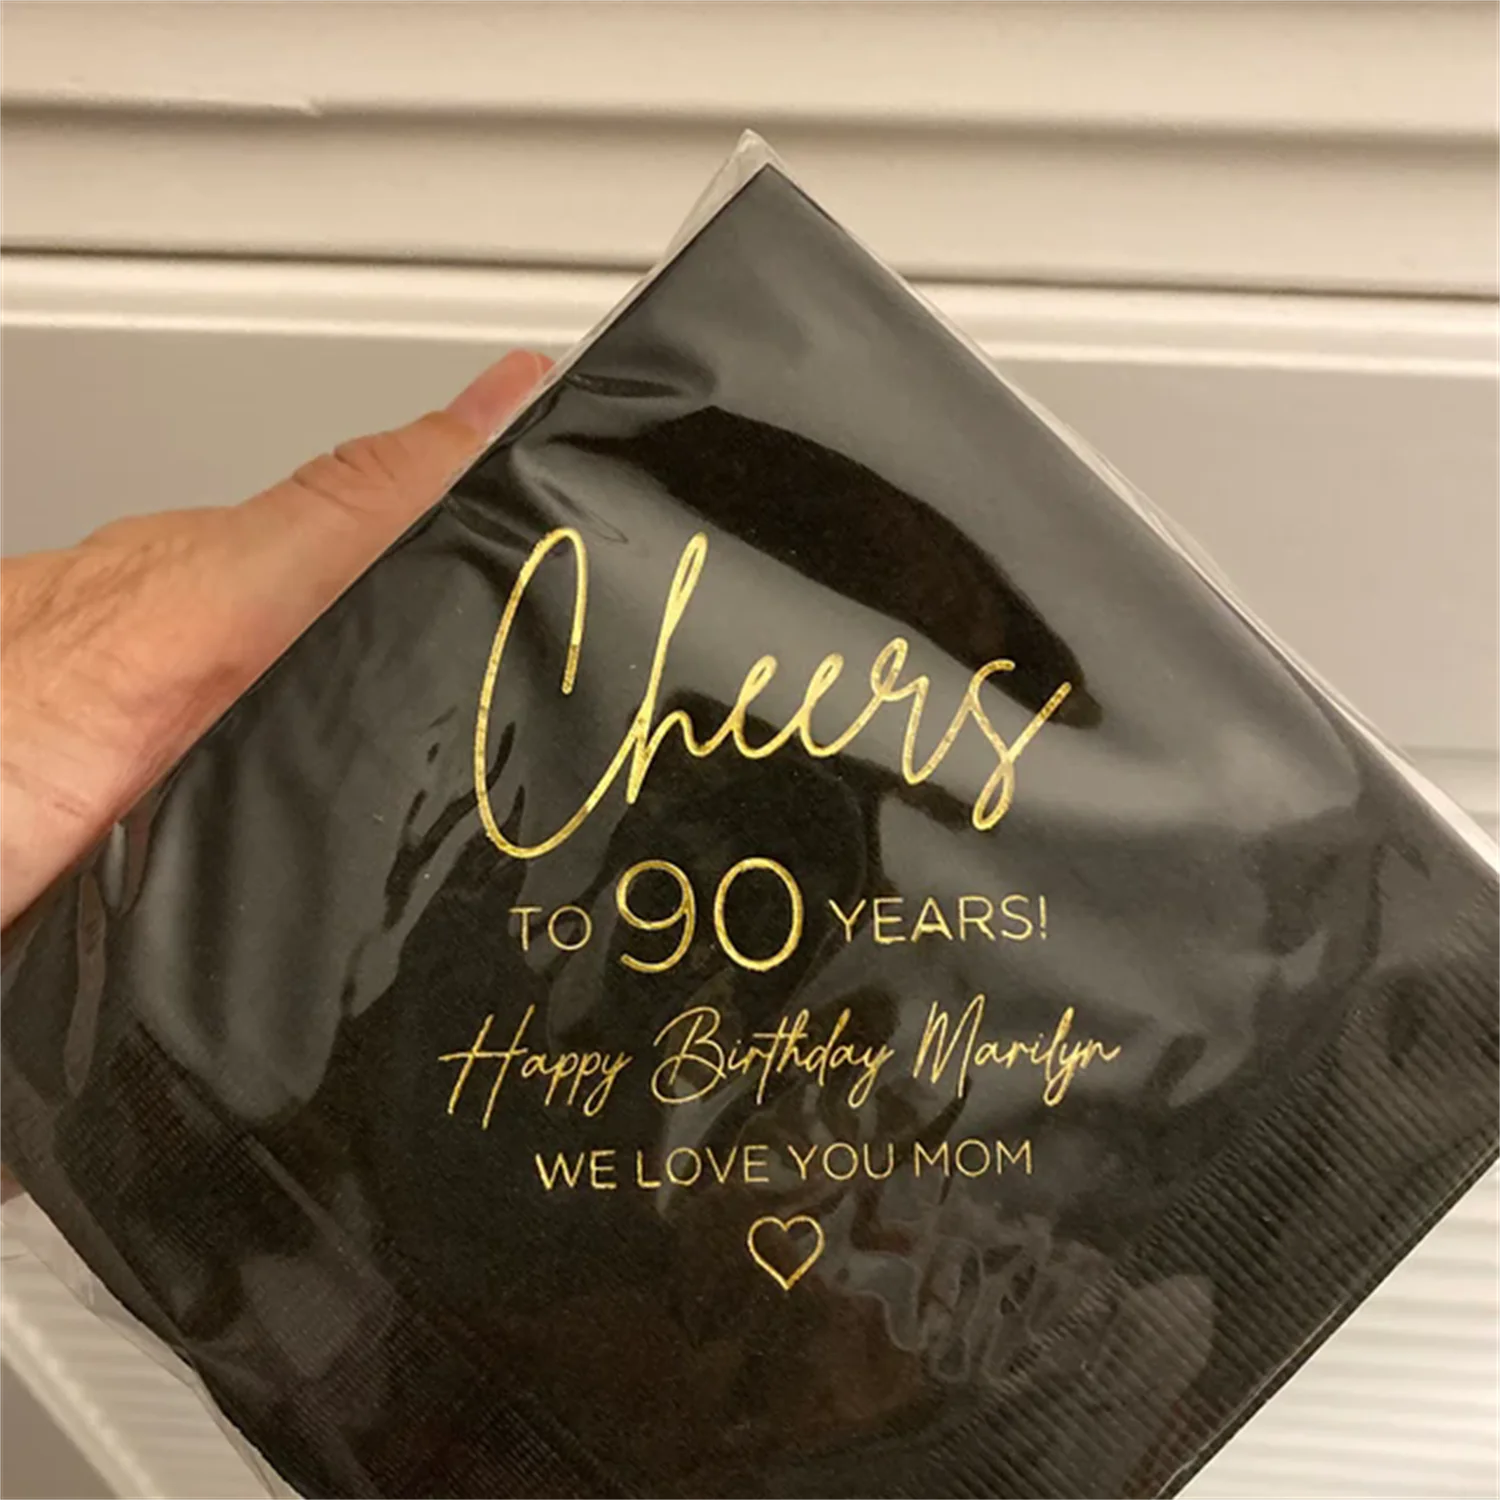 Cheers
TO 90 YEARS!
Happy Birthday Marilyn
WE LOVE YOU MOM